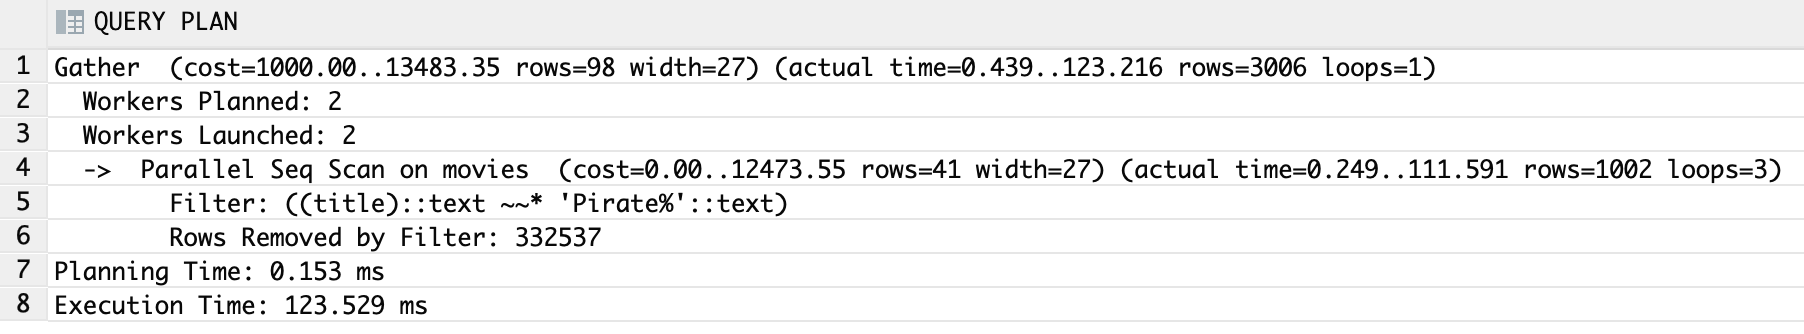 QUERY PLAN
1 Gather  (cost=1000.00..13483.35 rows=98 width=27) (actual time=0.439..123.216 rows=3006 loops=1)
2   Workers Planned: 2
3   Workers Launched: 2
4   ->  Parallel Seq Scan on movies  (cost=0.00..12473.55 rows=41 width=27) (actual time=0.249..111.591 rows=1002 loops=3)
5         Filter: ((title)::text ~~* 'Pirate%'::text)
6         Rows Removed by Filter: 332537
7 Planning Time: 0.153 ms
8 Execution Time: 123.529 ms